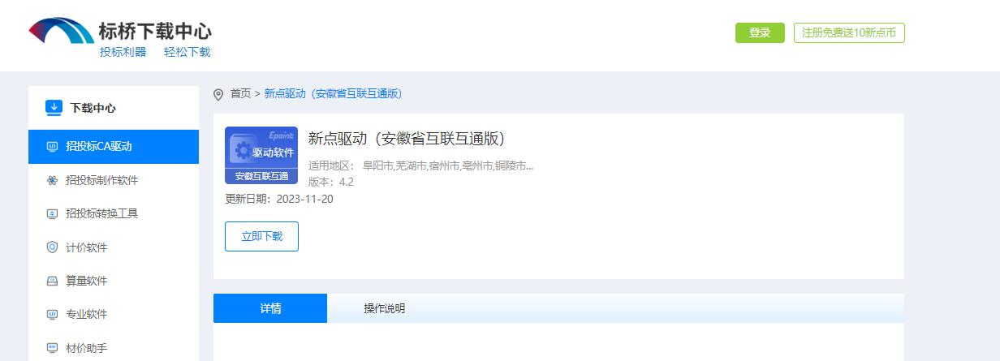 标桥下载中心
投标利器 轻松下载
登录
注册免费送10新点币
下载中心
招投标CA驱动
招投标制作软件
招投标转换工具
计价软件
算量软件
专业软件
材价助手
首页 > 新点驱动（安徽省互联互通版）
Epoint
驱动软件
安徽互联互通
新点驱动（安徽省互联互通版）
适用地区： 阜阳市,芜湖市,宿州市,亳州市,铜陵市...
版本：4.2
更新日期：2023-11-20
立即下载
详情
操作说明